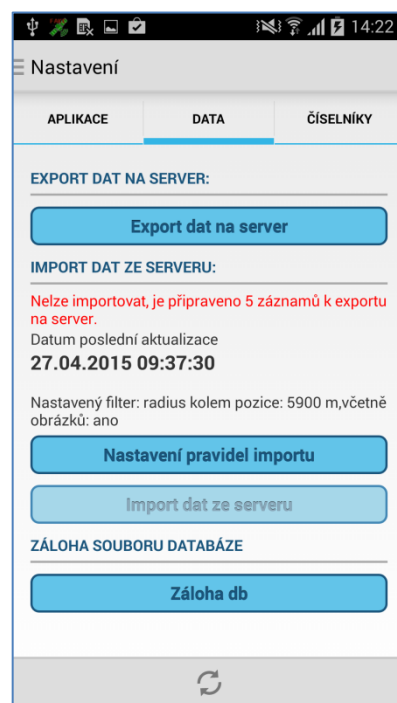 14:22
Nastavení
APLIKACE DATA ČÍSELNÍKY
EXPORT DAT NA SERVER:
Export dat na server
IMPORT DAT ZE SERVERU:
Nelze importovat, je připraveno 5 záznamů k exportu
na server.
Datum poslední aktualizace
27.04.2015 09:37:30
Nastavený filter: radius kolem pozice: 5900 m,včetně
obrázků: ano
Nastavení pravidel importu
Import dat ze serveru
ZÁLOHA SOUBORU DATABÁZE
Záloha db